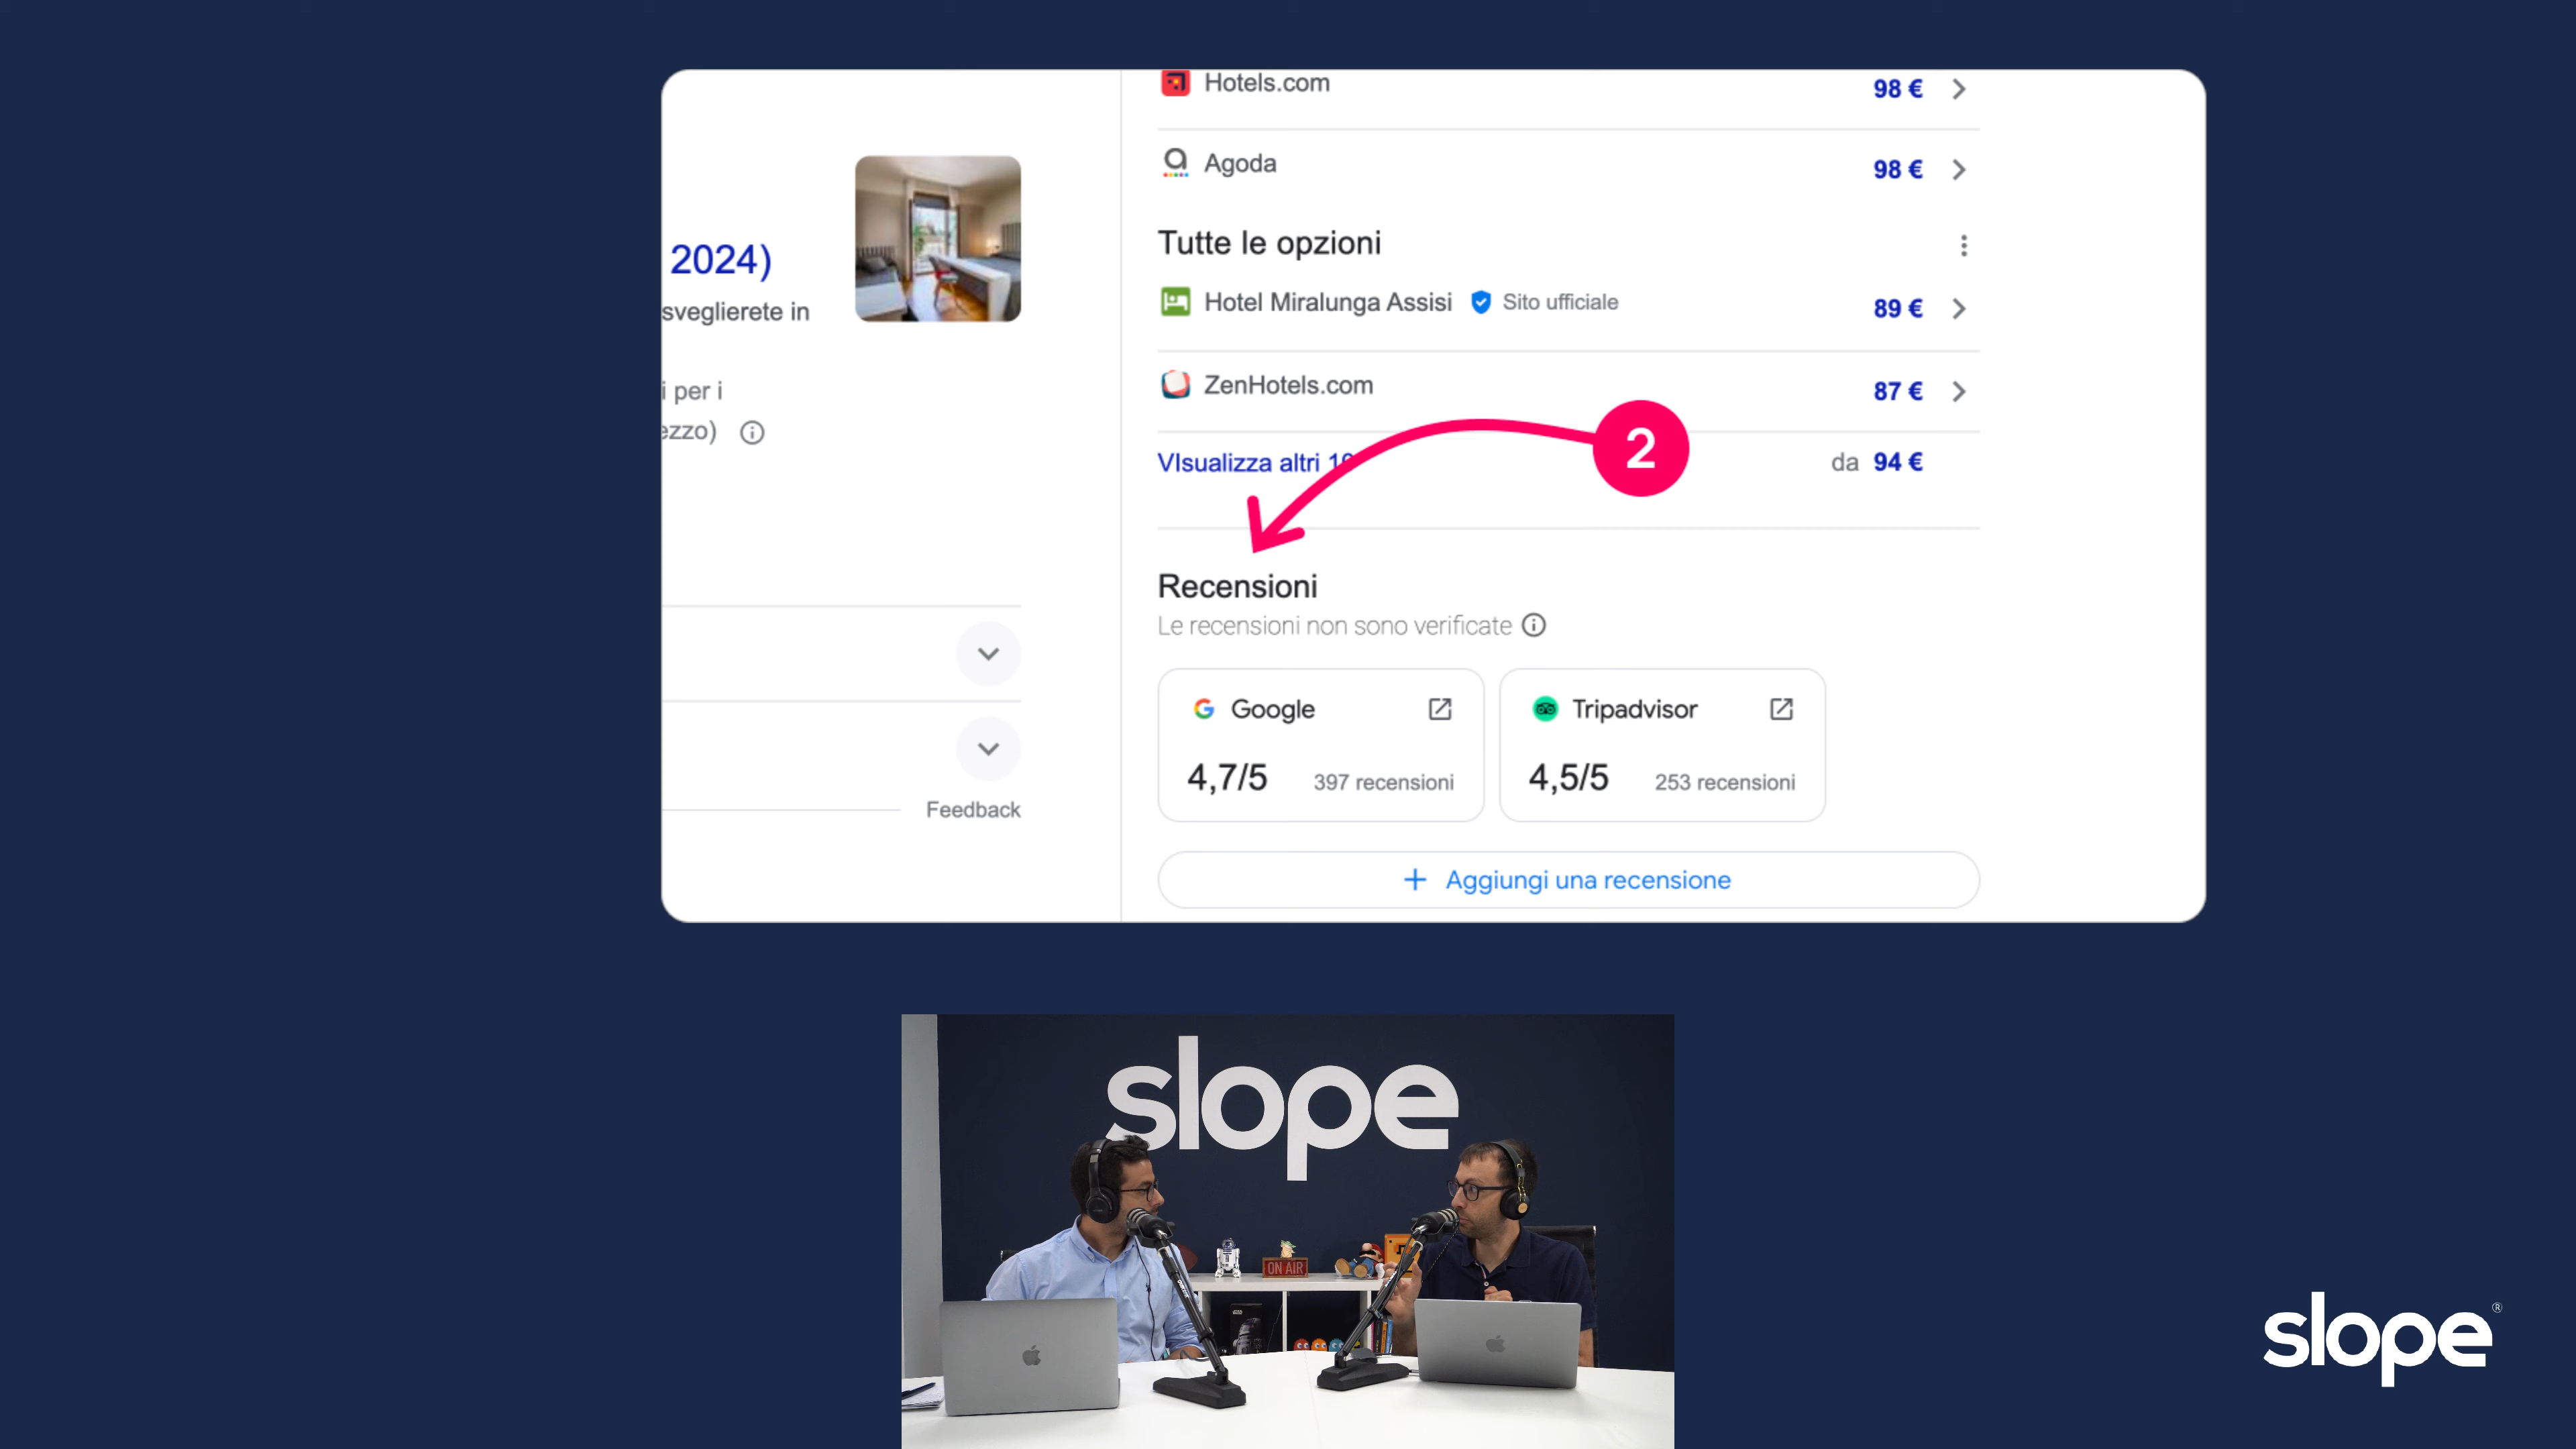 Hotels.com
98 €
Agoda
98 €
2024)
sveglierete in
i per i
ezzo)
Feedback
Tutte le opzioni
Hotel Miralunga Assisi
Sito ufficiale
89 €
ZenHotels.com
87 €
2
VIsualizza altri
da 94 €
Recensioni
Le recensioni non sono verificate
Google
4,7/5
397 recensioni
Tripadvisor
4,5/5
253 recensioni
+ Aggiungi una recensione
slope
ON AIR
slope®